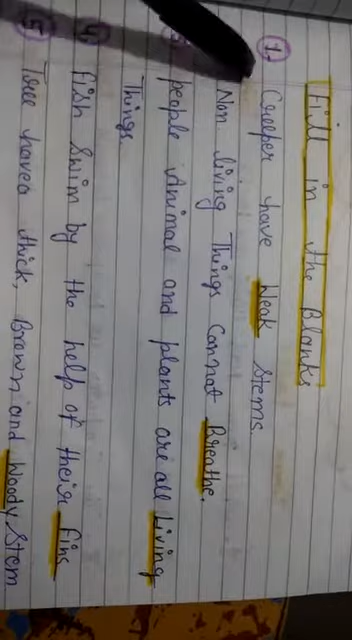 Fill in the Blanks
1. Creeper have Weak stems.
Non living Things cannot Breathe.
people Animal and plants are all Living
Things
4 Fish swim by the help of their fins
5 Tree have a thick, Brown and Woody Stem